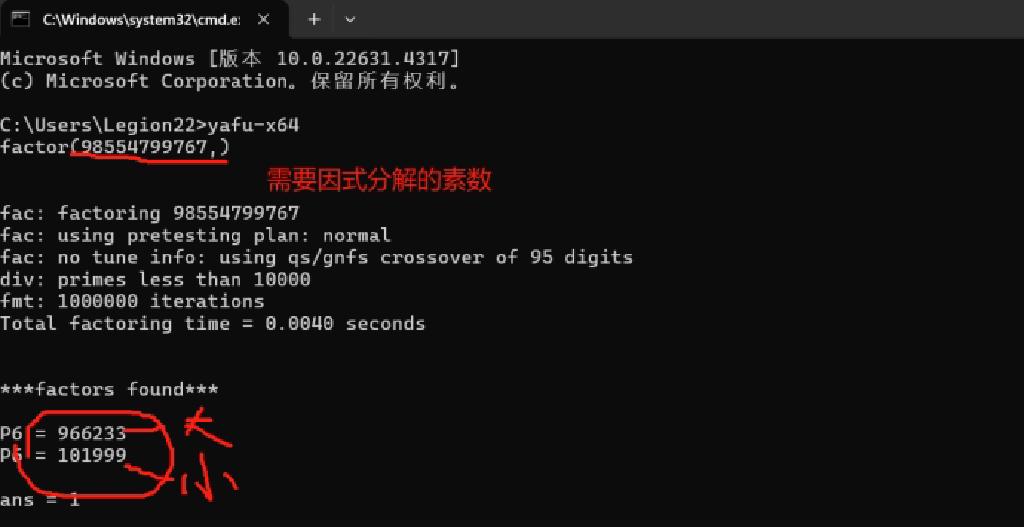 C:\Windows\system32\cmd.e:
Microsoft Windows [版本 10.0.22631.4317]
(c) Microsoft Corporation。保留所有权利。
C:\Users\Legion22>yafu-x64
factor(98554799767,)
需要因式分解的素数
fac: factoring 98554799767
fac: using pretesting plan: normal
fac: no tune info: using qs/gnfs crossover of 95 digits
div: primes less than 10000
fmt: 1000000 iterations
Total factoring time = 0.0040 seconds
***factors found***
P6 = 966233 大
P6 = 101999 小
ans = 1